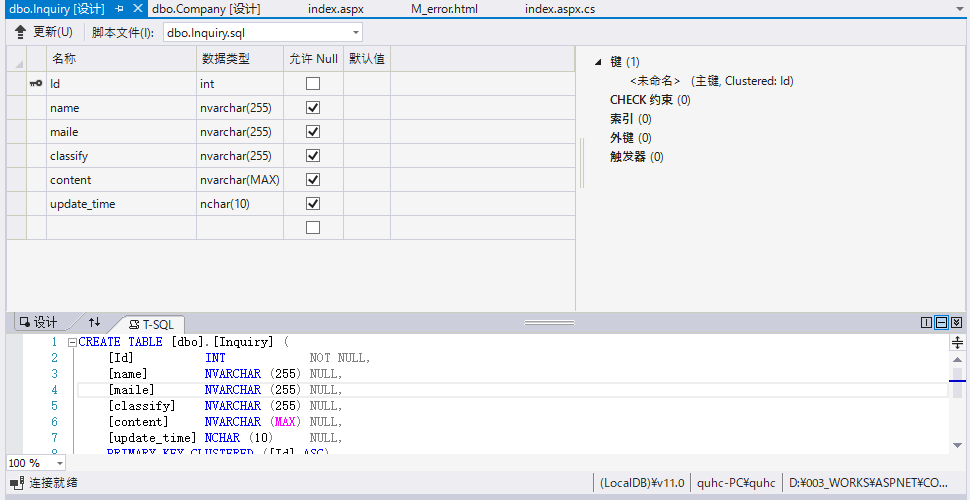 dbo.Inquiry [设计] dbo.Company [设计] index.aspx M_error.html index.aspx.cs
更新(U) 脚本文件(I): dbo.Inquiry.sql
名称 数据类型 允许 Null 默认值
Id int
name nvarchar(255)
maile nvarchar(255)
classify nvarchar(255)
content nvarchar(MAX)
update_time nchar(10)
键 (1)
<未命名> (主键, Clustered: Id)
CHECK 约束 (0)
索引 (0)
外键 (0)
触发器 (0)
设计 T-SQL
1 CREATE TABLE [dbo].[Inquiry] (
2 [Id] INT NOT NULL,
3 [name] NVARCHAR (255) NULL,
4 [maile] NVARCHAR (255) NULL,
5 [classify] NVARCHAR (255) NULL,
6 [content] NVARCHAR (MAX) NULL,
7 [update_time] NCHAR (10) NULL,
8 PRIMARY KEY CLUSTERED ([Id] ASC)
100 %
连接就绪 (LocalDB)¥v11.0 quhc-PC¥quhc D:¥003_WORKS¥ASPNET¥CO...